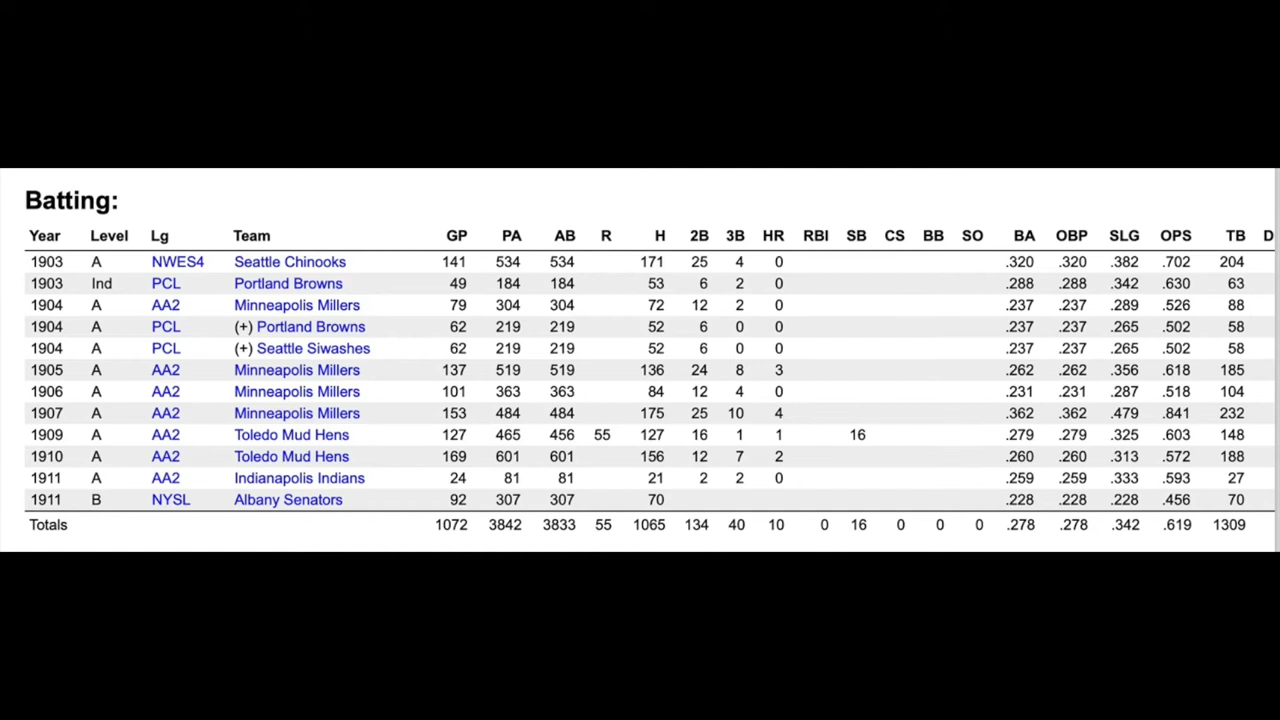 Batting:
Year Level Lg Team GP PA AB R H 2B 3B HR RBI SB CS BB SO BA OBP SLG OPS TB D
1903 A NWES4 Seattle Chinooks 141 534 534 171 25 4 0 .320 .320 .382 .702 204
1903 Ind PCL Portland Browns 49 184 184 53 6 2 0 .288 .288 .342 .630 63
1904 A AA2 Minneapolis Millers 79 304 304 72 12 2 0 .237 .237 .289 .526 88
1904 A PCL (+) Portland Browns 62 219 219 52 6 0 0 .237 .237 .265 .502 58
1904 A PCL (+) Seattle Siwashes 62 219 219 52 6 0 0 .237 .237 .265 .502 58
1905 A AA2 Minneapolis Millers 137 519 519 136 24 8 3 .262 .262 .356 .618 185
1906 A AA2 Minneapolis Millers 101 363 363 84 12 4 0 .231 .231 .287 .518 104
1907 A AA2 Minneapolis Millers 153 484 484 175 25 10 4 .362 .362 .479 .841 232
1909 A AA2 Toledo Mud Hens 127 465 456 55 127 16 1 1 16 .279 .279 .325 .603 148
1910 A AA2 Toledo Mud Hens 169 601 601 156 12 7 2 .260 .260 .313 .572 188
1911 A AA2 Indianapolis Indians 24 81 81 21 2 2 0 .259 .259 .333 .593 27
1911 B NYSL Albany Senators 92 307 307 70 .228 .228 .228 .456 70
Totals 1072 3842 3833 55 1065 134 40 10 0 16 0 0 0 .278 .278 .342 .619 1309